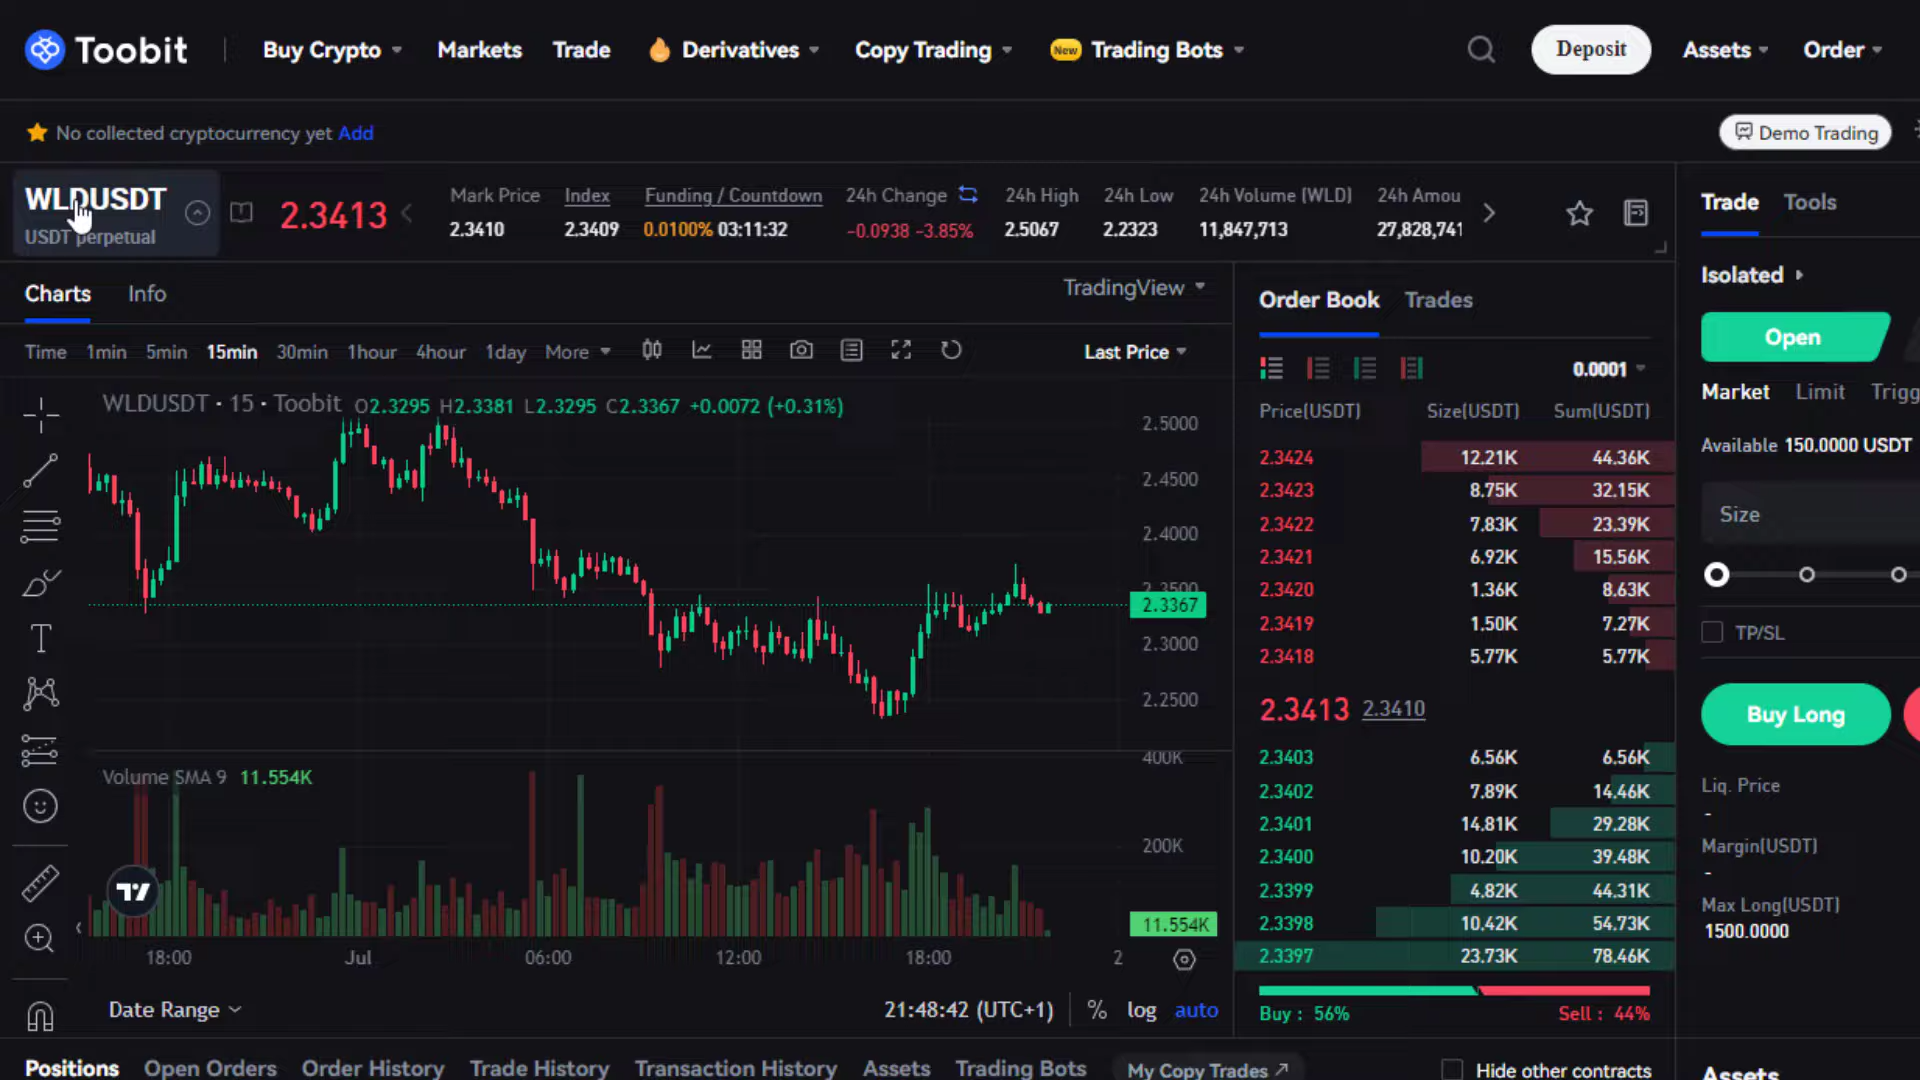 Toobit
Buy Crypto
Markets
Trade
Derivatives
Copy Trading
New
Trading Bots
Deposit
Assets
Order
No collected cryptocurrency yet Add
Demo Trading
WLDUSDT
USDT perpetual
2.3413
Mark Price
2.3410
Index
2.3409
Funding / Countdown
0.0100% 03:11:32
24h Change
-0.0938 -3.85%
24h High
2.5067
24h Low
2.2323
24h Volume (WLD)
11,847,713
24h Amou
27,828,741
Trade
Tools
Charts
Info
TradingView
Time
1min
5min
15min
30min
1hour
4hour
1day
More
Last Price
WLDUSDT · 15 · Toobit O2.3295 H2.3381 L2.3295 C2.3367 +0.0072 (+0.31%)
2.5000
2.4500
2.4000
2.3500
2.3367
2.3000
2.2500
400K
Volume SMA 9 11.554K
200K
11.554K
18:00
Jul
06:00
12:00
18:00
2
Date Range
21:48:42 (UTC+1)
%
log
auto
Order Book
Trades
0.0001
Price(USDT) Size(USDT) Sum(USDT)
2.3424 12.21K 44.36K
2.3423 8.75K 32.15K
2.3422 7.83K 23.39K
2.3421 6.92K 15.56K
2.3420 1.36K 8.63K
2.3419 1.50K 7.27K
2.3418 5.77K 5.77K
2.3413 2.3410
2.3403 6.56K 6.56K
2.3402 7.89K 14.46K
2.3401 14.81K 29.28K
2.3400 10.20K 39.48K
2.3399 4.82K 44.31K
2.3398 10.42K 54.73K
2.3397 23.73K 78.46K
Buy : 56%
Sell : 44%
Isolated
Open
Market
Limit
Trigg
Available 150.0000 USDT
Size
TP/SL
Buy Long
Liq. Price
-
Margin(USDT)
-
Max Long(USDT)
1500.0000
Positions
Open Orders
Order History
Trade History
Transaction History
Assets
Trading Bots
My Copy Trades
Hide other contracts
Assets